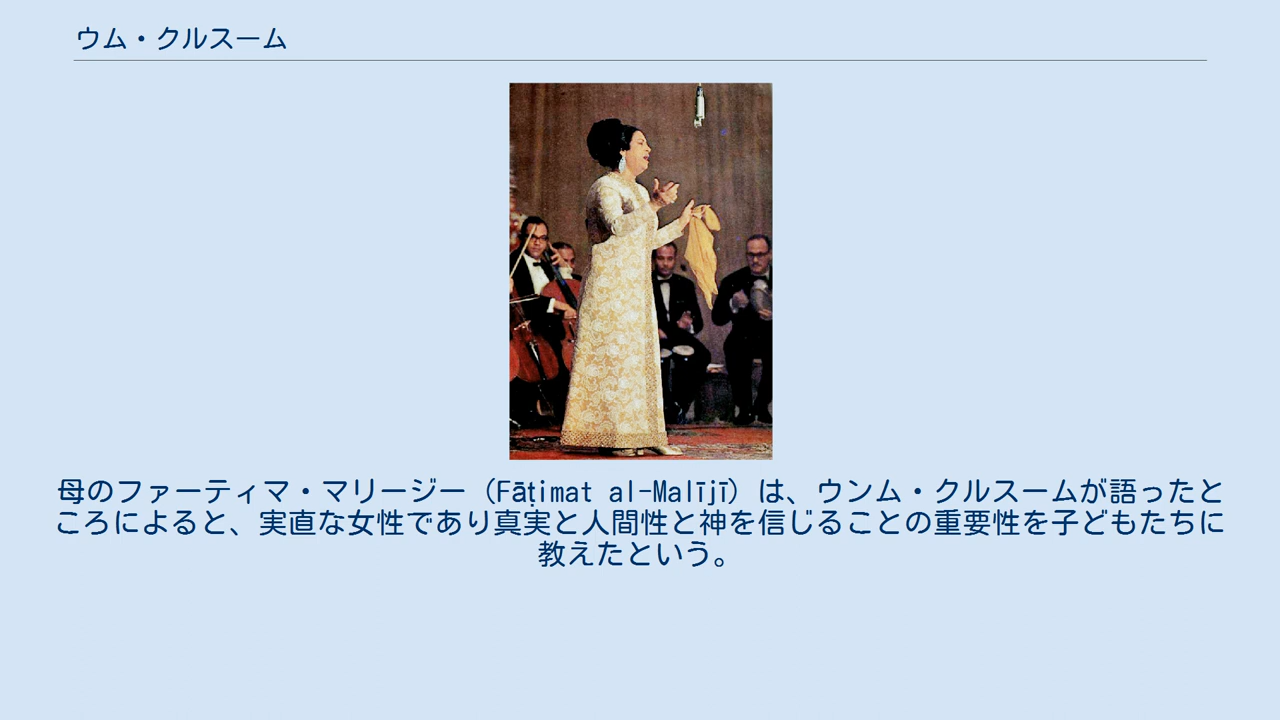 ウム・クルスーム
母のファーティマ・マリージー（Fāṭimat al-Malījī）は、ウンム・クルスームが語ったと
ころによると、実直な女性であり真実と人間性と神を信じることの重要性を子どもたちに
教えたという。